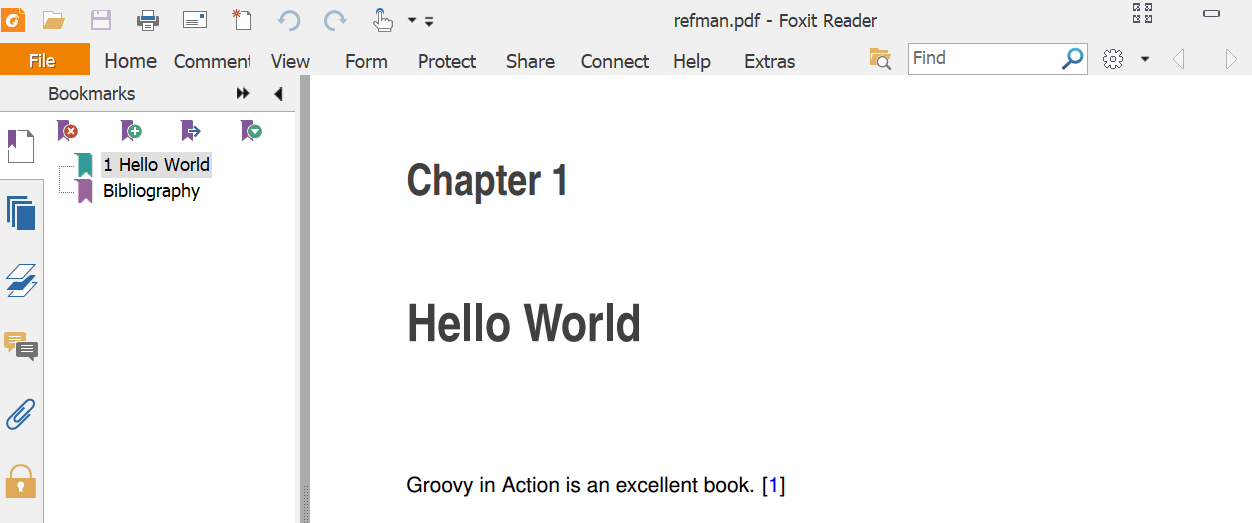 refman.pdf - Foxit Reader
File Home Comment View Form Protect Share Connect Help Extras Find
Bookmarks
1 Hello World
Bibliography
Chapter 1
Hello World
Groovy in Action is an excellent book. [1]